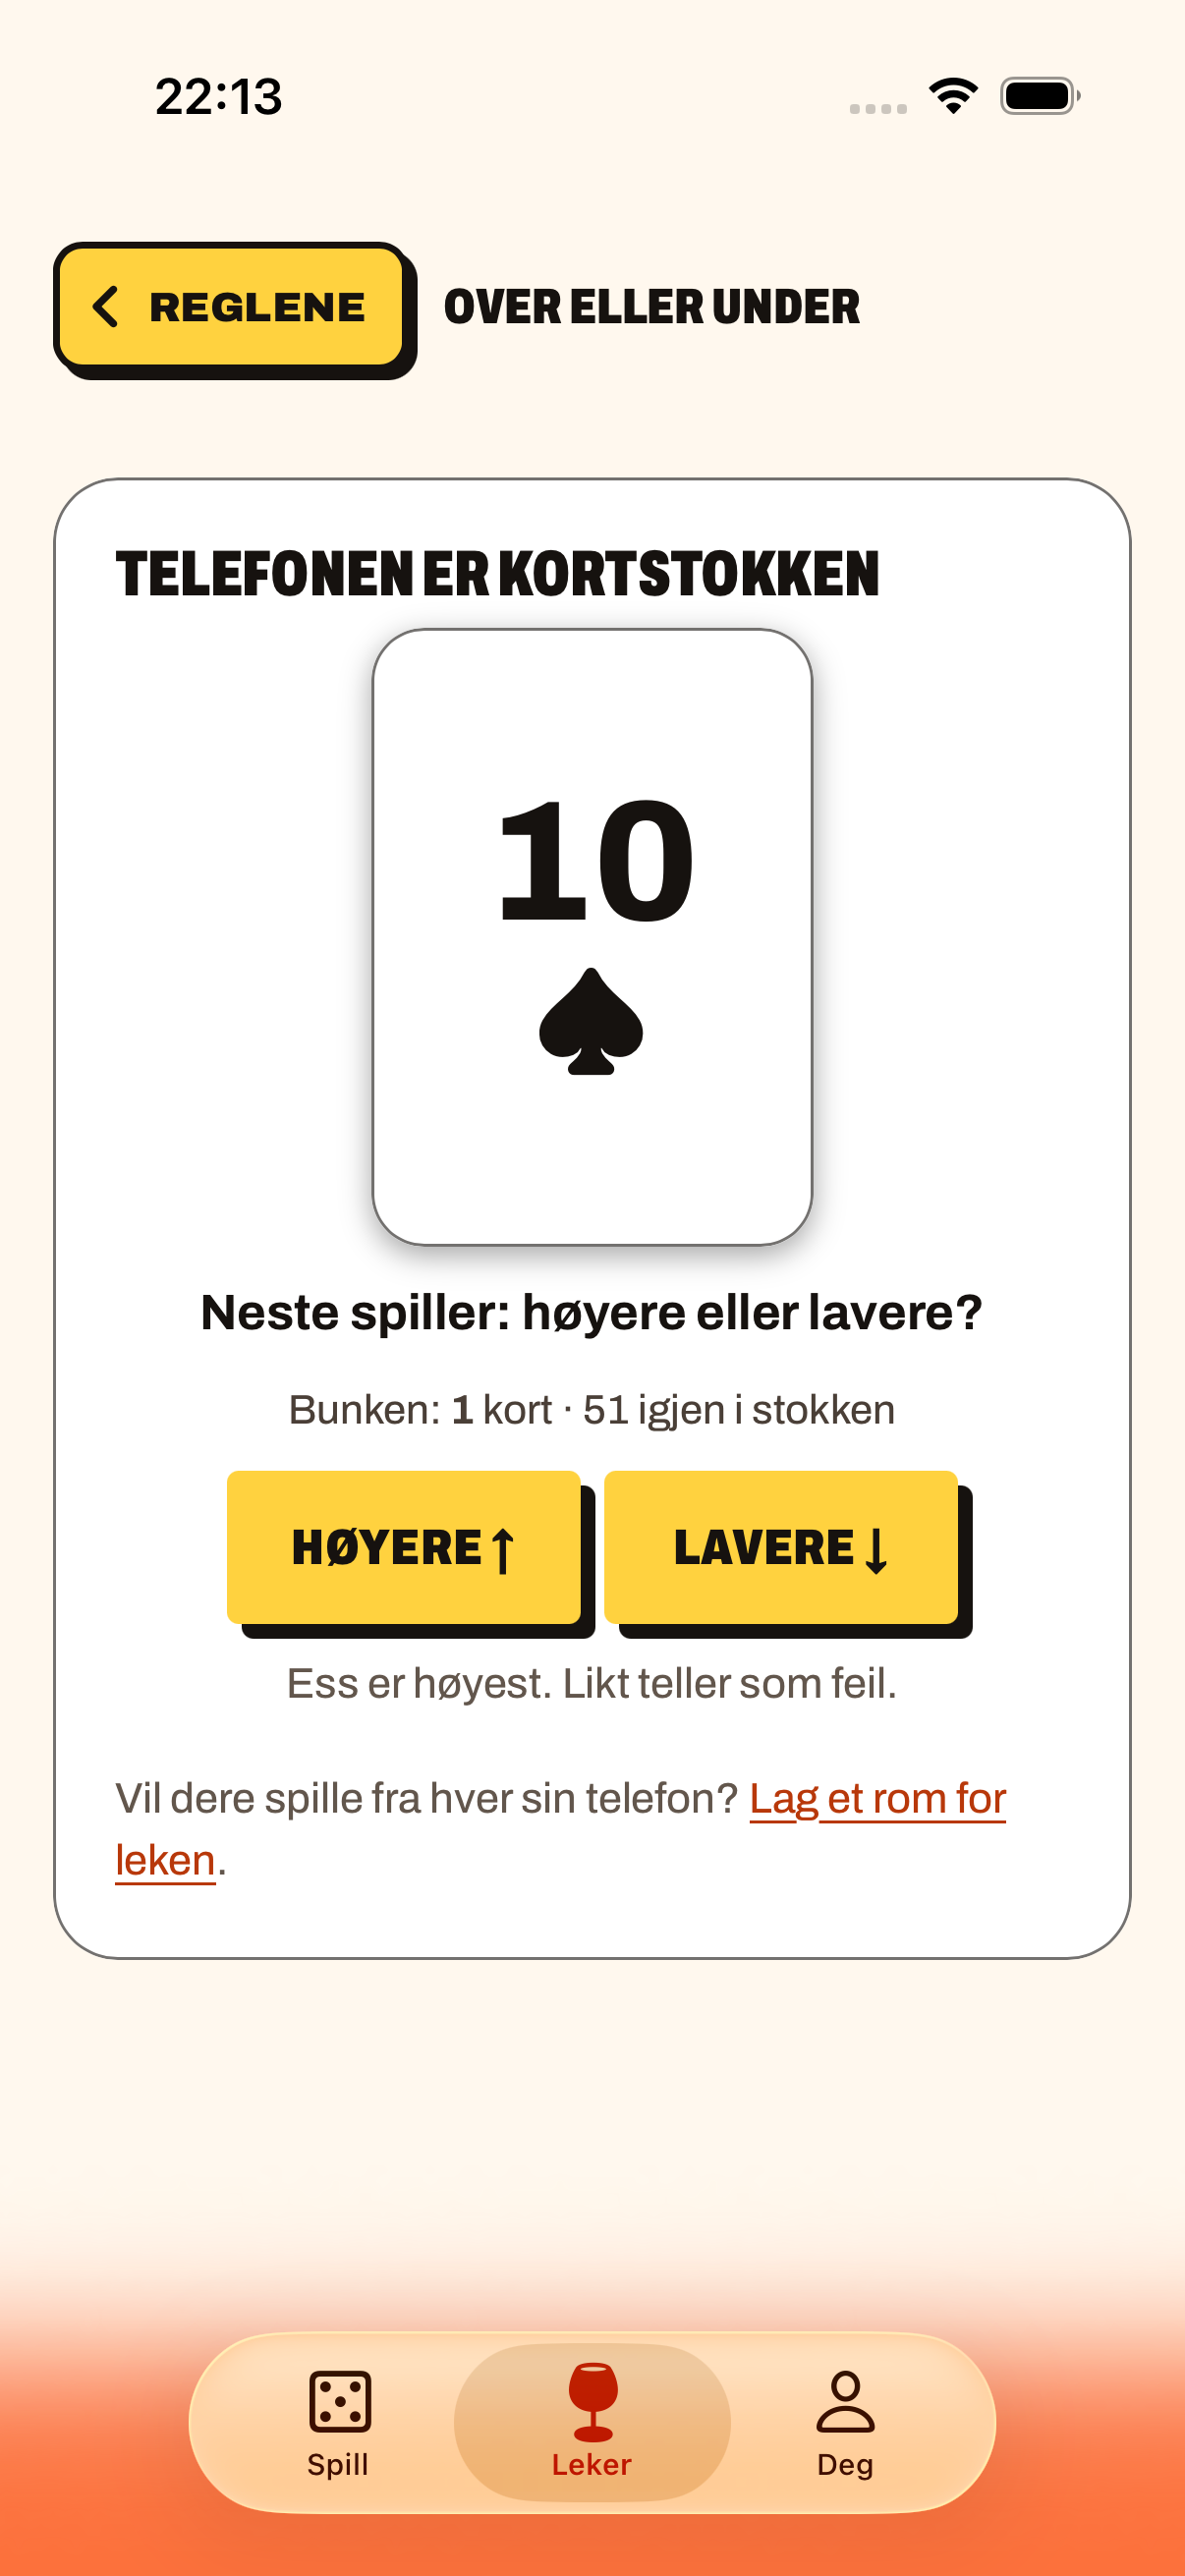 22:13
REGLENE
OVER ELLER UNDER
TELEFONEN ER KORTSTOKKEN
10
Neste spiller: høyere eller lavere?
Bunken: 1 kort · 51 igjen i stokken
HØYERE ↑
LAVERE ↓
Ess er høyest. Likt teller som feil.
Vil dere spille fra hver sin telefon? Lag et rom for
leken.
Spill
Leker
Deg